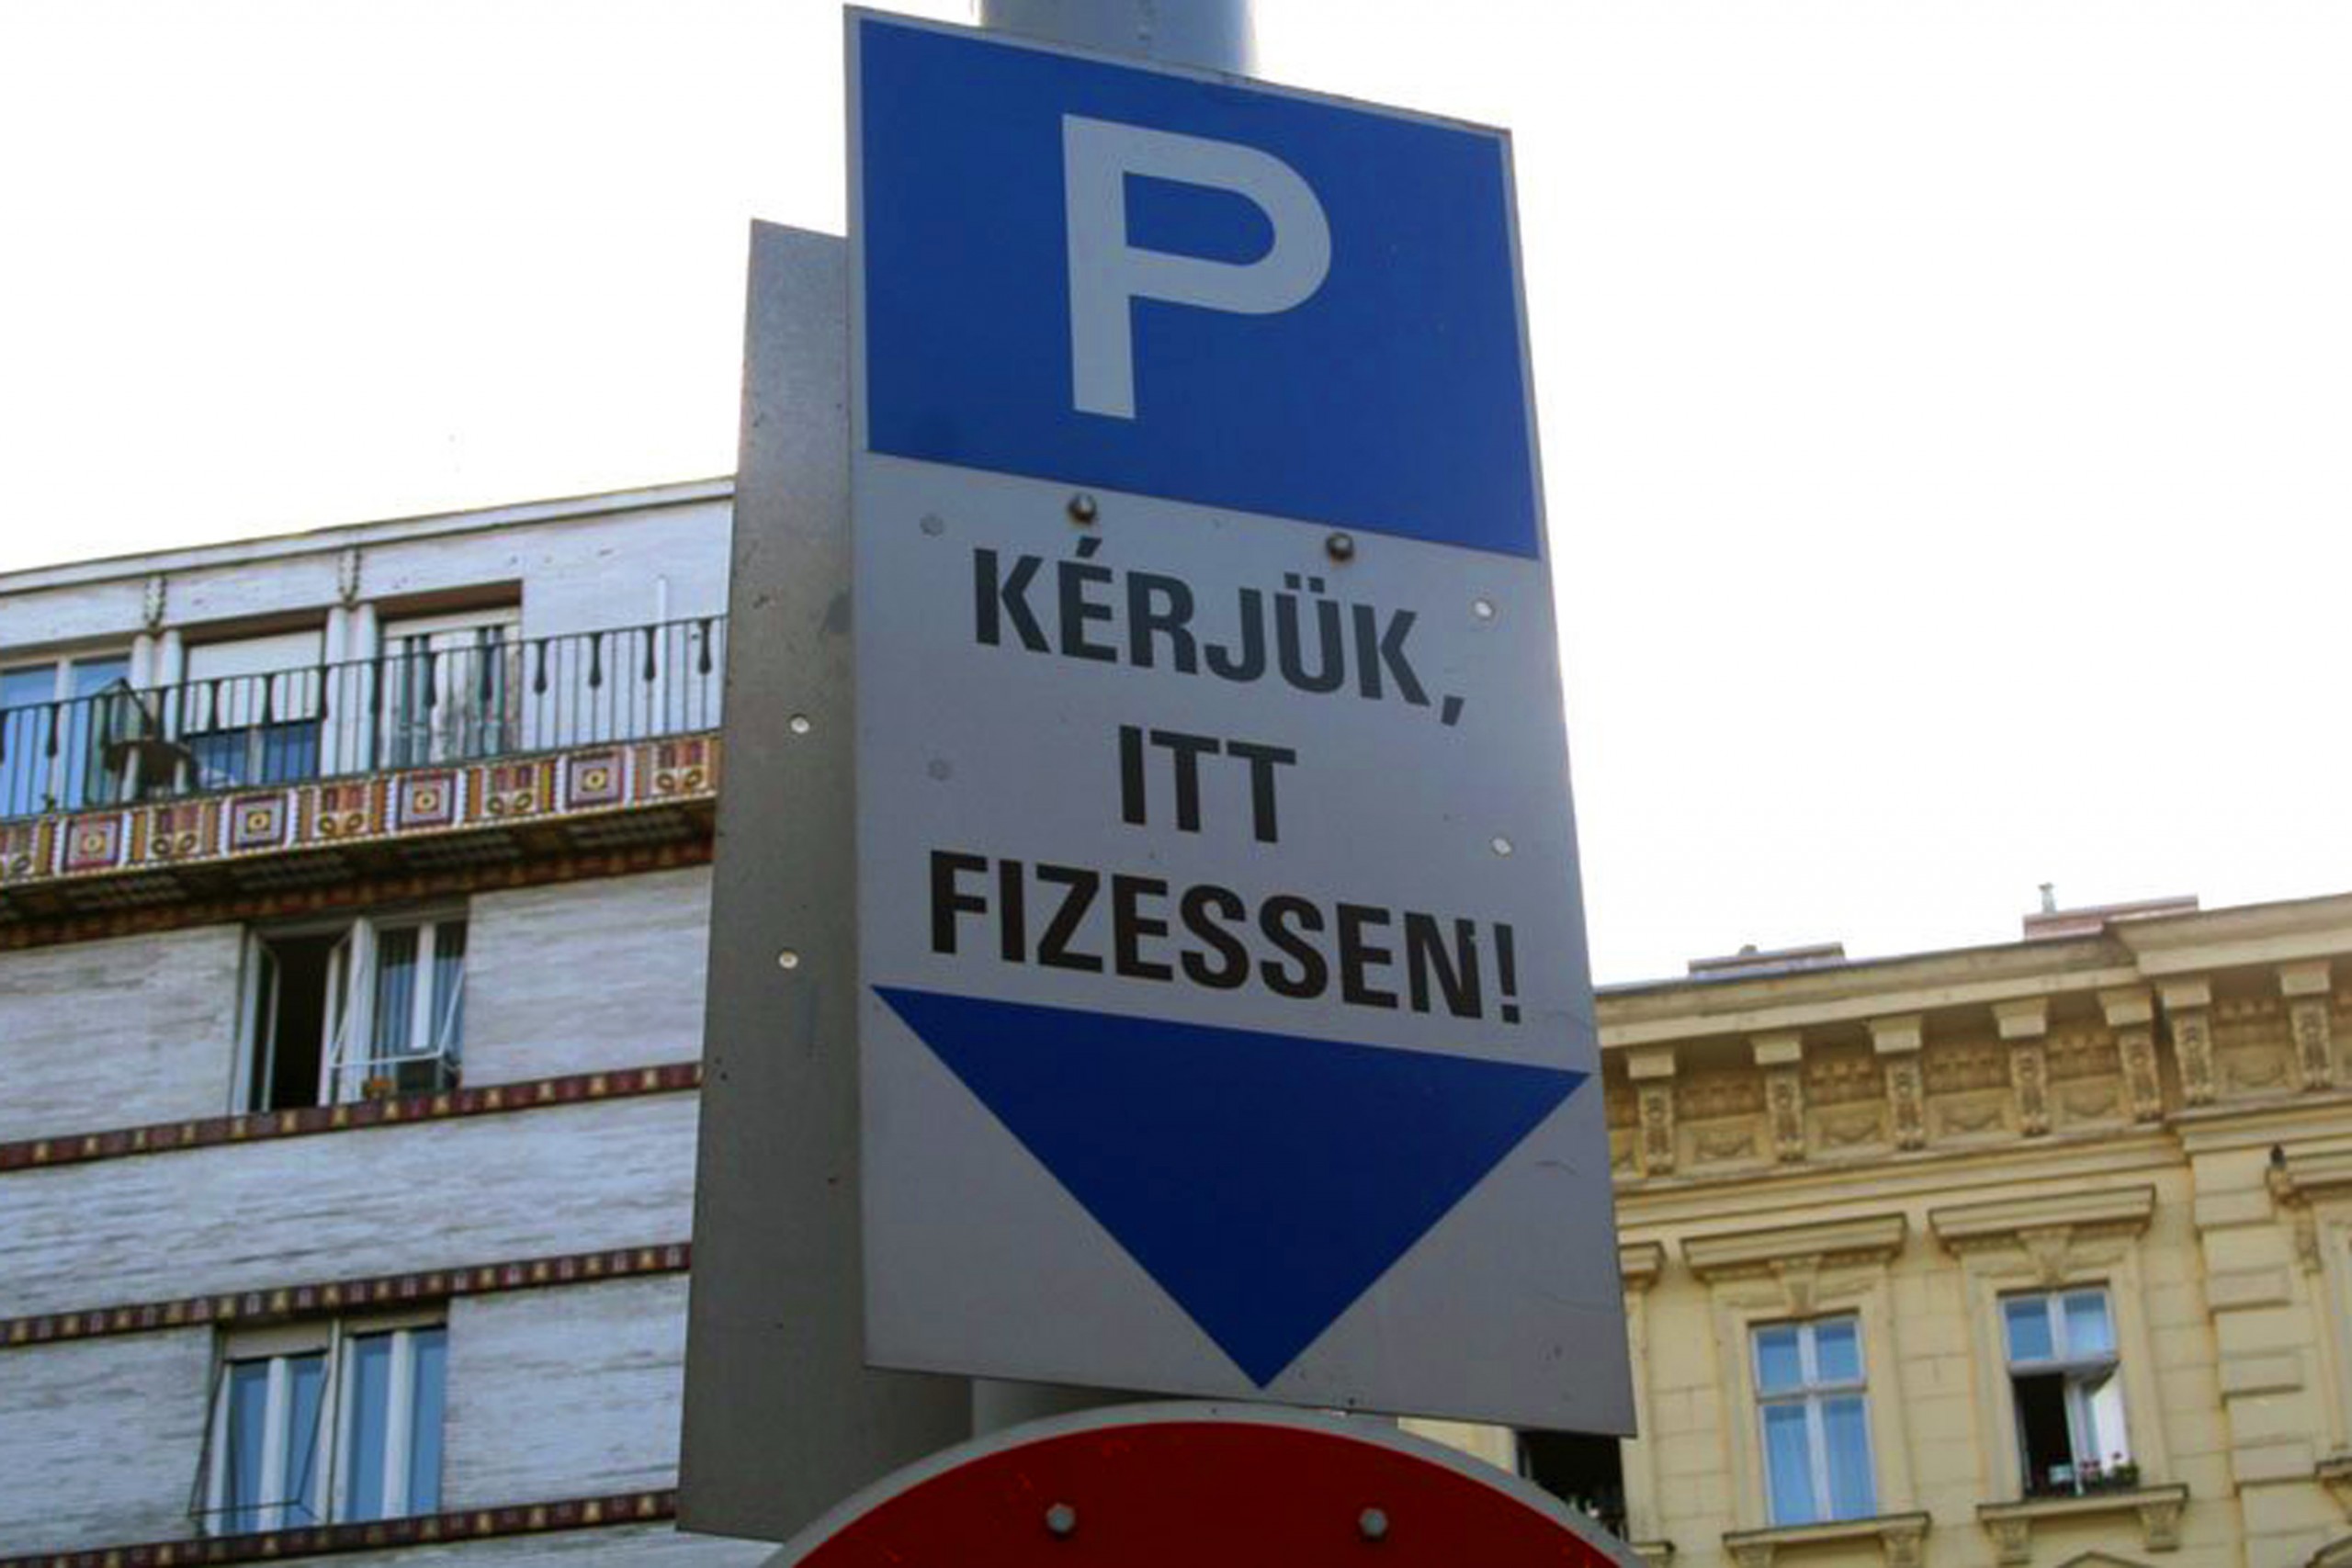 P
KÉRJÜK,
ITT
FIZESSEN!